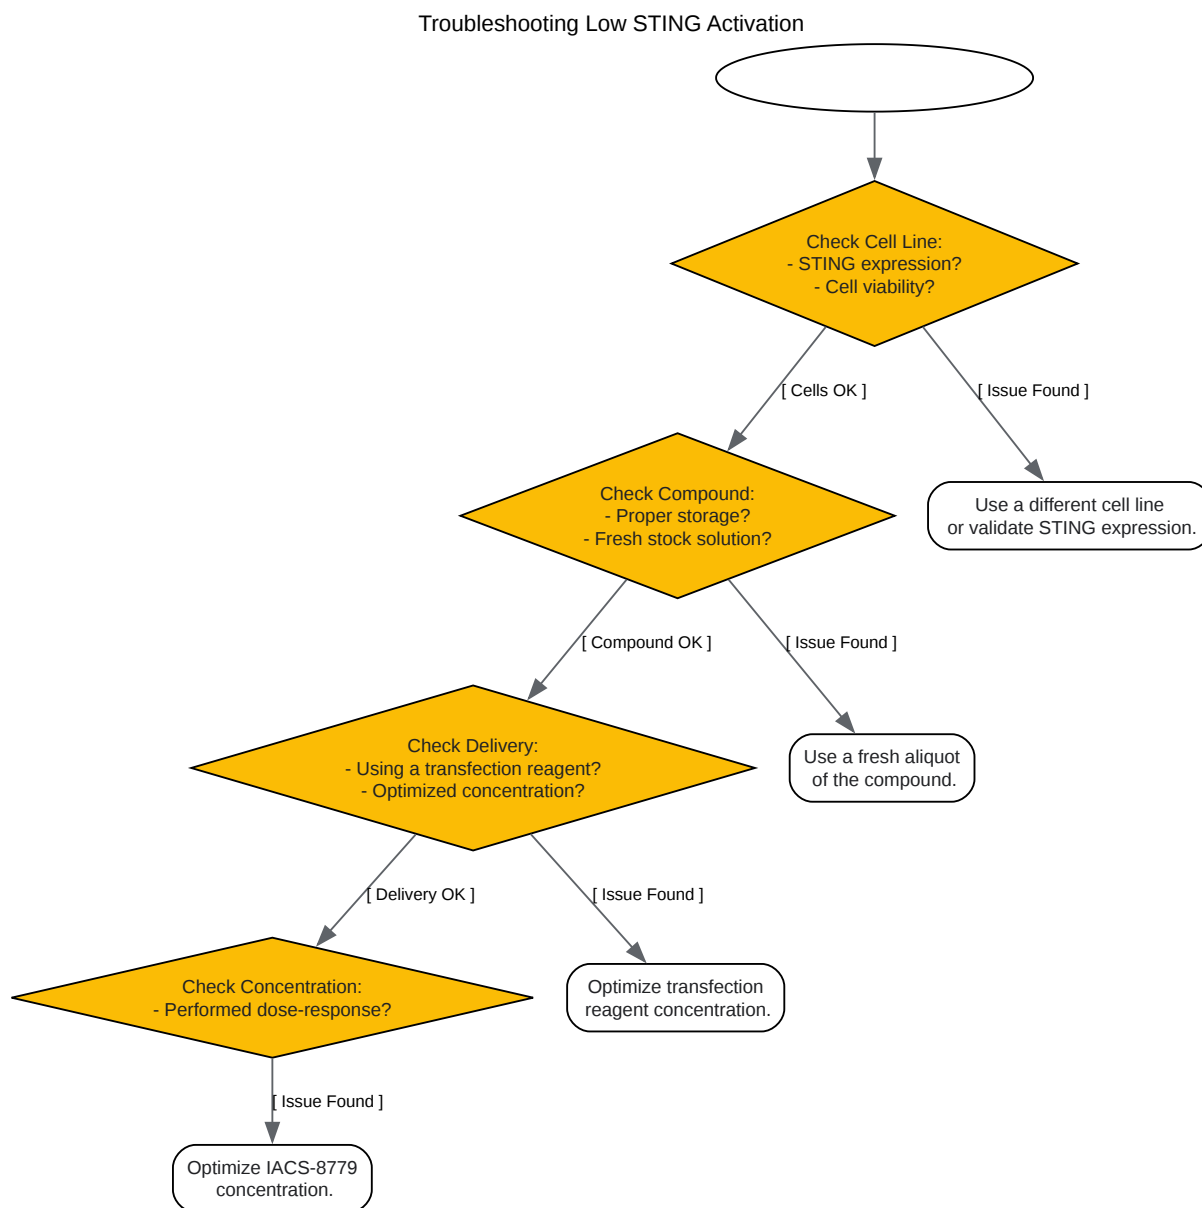 Troubleshooting Low STING Activation
Check Cell Line:
- STING expression?
- Cell viability?
[ Cells OK ]
[ Issue Found ]
Check Compound:
- Proper storage?
- Fresh stock solution?
Use a different cell line
or validate STING expression.
[ Compound OK ]
[ Issue Found ]
Check Delivery:
- Using a transfection reagent?
- Optimized concentration?
Use a fresh aliquot
of the compound.
[ Delivery OK ]
[ Issue Found ]
Check Concentration:
- Performed dose-response?
Optimize transfection
reagent concentration.
[ Issue Found ]
Optimize IACS-8779
concentration.